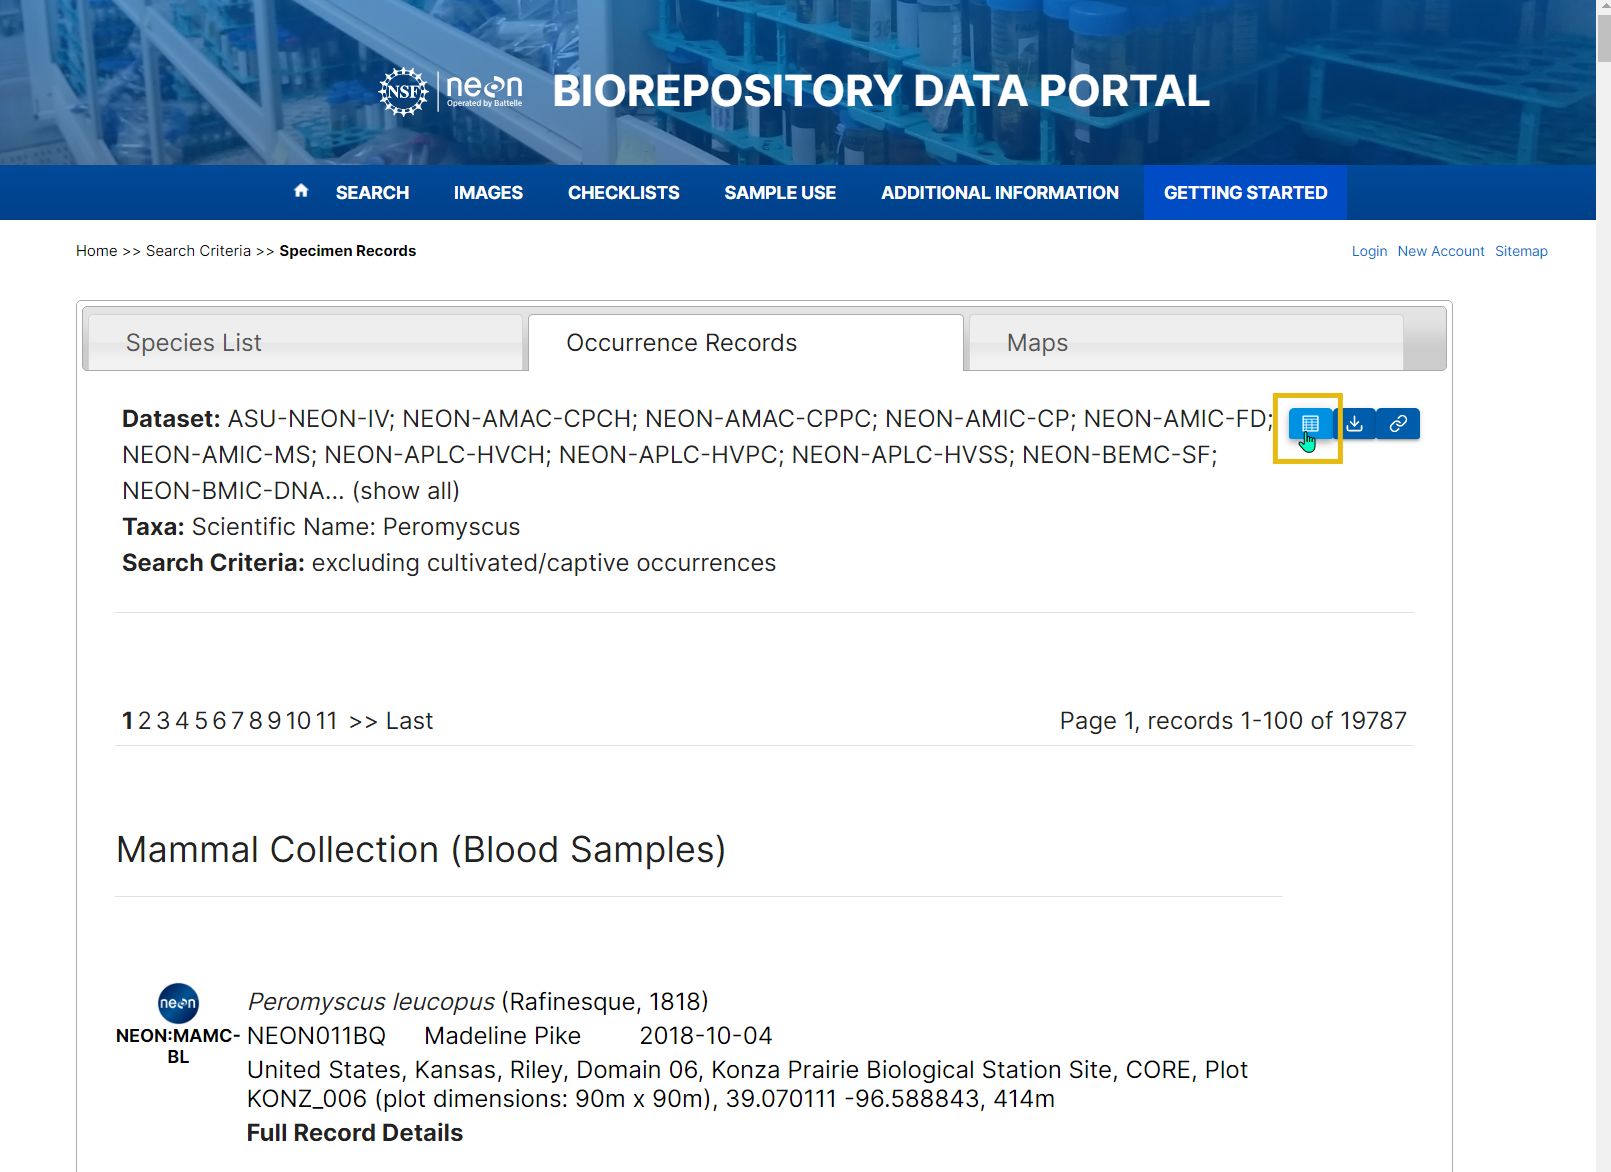 NSF neon BIOREPOSITORY DATA PORTAL
Operated by Battelle
SEARCH IMAGES CHECKLISTS SAMPLE USE ADDITIONAL INFORMATION GETTING STARTED
Home >> Search Criteria >> Specimen Records Login New Account Sitemap
Species List Occurrence Records Maps
Dataset: ASU-NEON-IV; NEON-AMAC-CPCH; NEON-AMAC-CPPC; NEON-AMIC-CP; NEON-AMIC-FD;
NEON-AMIC-MS; NEON-APLC-HVCH; NEON-APLC-HVPC; NEON-APLC-HVSS; NEON-BEMC-SF;
NEON-BMIC-DNA... (show all)
Taxa: Scientific Name: Peromyscus
Search Criteria: excluding cultivated/captive occurrences
1 2 3 4 5 6 7 8 9 10 11 >> Last Page 1, records 1-100 of 19787
Mammal Collection (Blood Samples)
neon Peromyscus leucopus (Rafinesque, 1818)
NEON:MAMC-BL NEON011BQ Madeline Pike 2018-10-04
United States, Kansas, Riley, Domain 06, Konza Prairie Biological Station Site, CORE, Plot
KONZ_006 (plot dimensions: 90m x 90m), 39.070111 -96.588843, 414m
Full Record Details